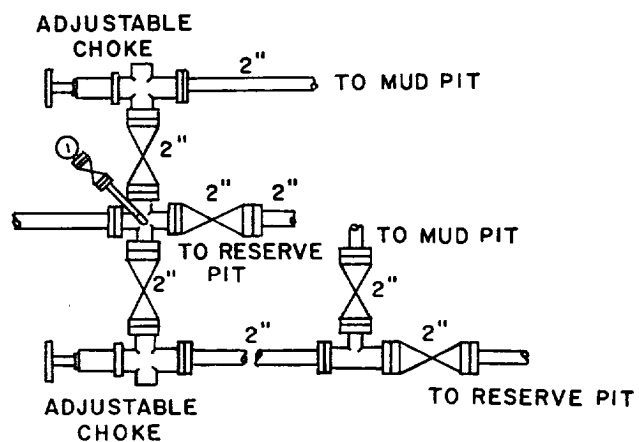 ADJUSTABLE
CHOKE
2"
TO MUD PIT
1
2"
2"
2"
TO RESERVE
PIT
TO MUD PIT
2"
2"
2"
2"
TO RESERVE PIT
ADJUSTABLE
CHOKE